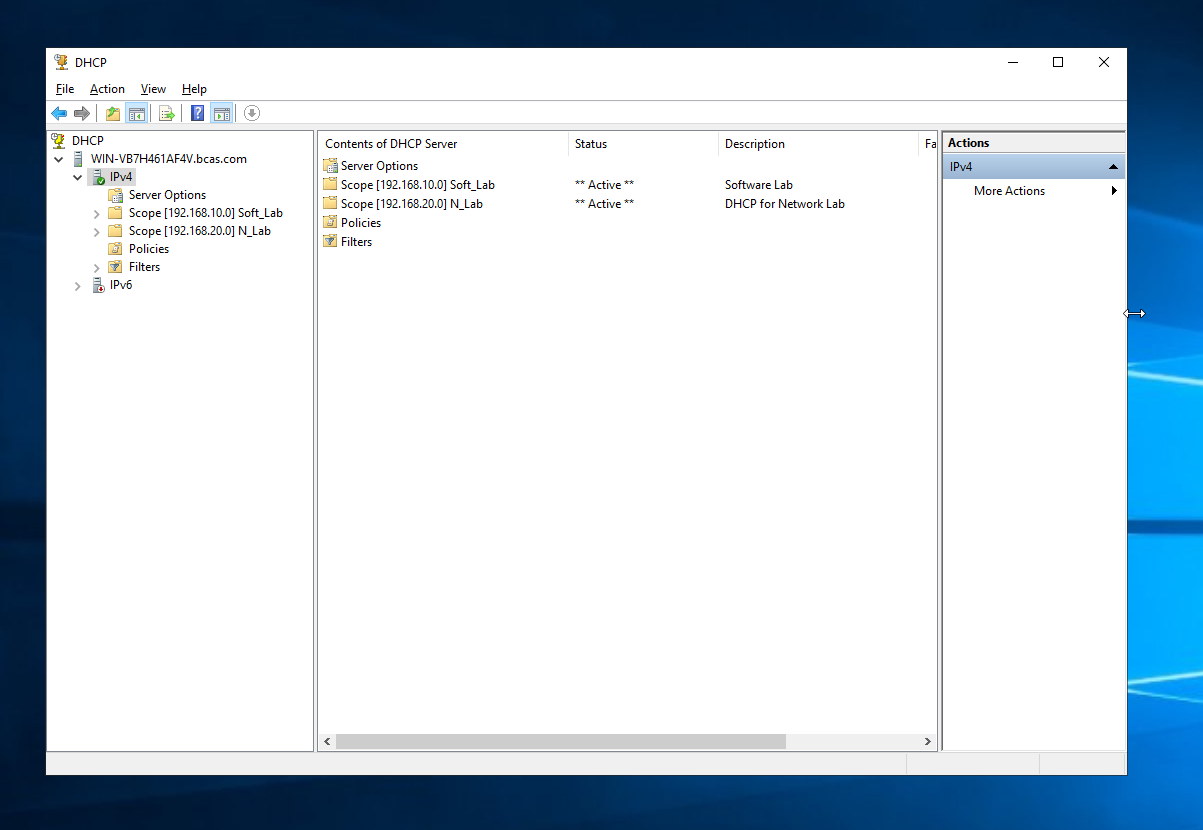 DHCP
File Action View Help
DHCP
WIN-VB7H461AF4V.bcas.com
IPv4
Server Options
Scope [192.168.10.0] Soft_Lab
Scope [192.168.20.0] N_Lab
Policies
Filters
IPv6
Contents of DHCP Server Status Description Fa
Server Options
Scope [192.168.10.0] Soft_Lab ** Active ** Software Lab
Scope [192.168.20.0] N_Lab ** Active ** DHCP for Network Lab
Policies
Filters
Actions
IPv4
More Actions